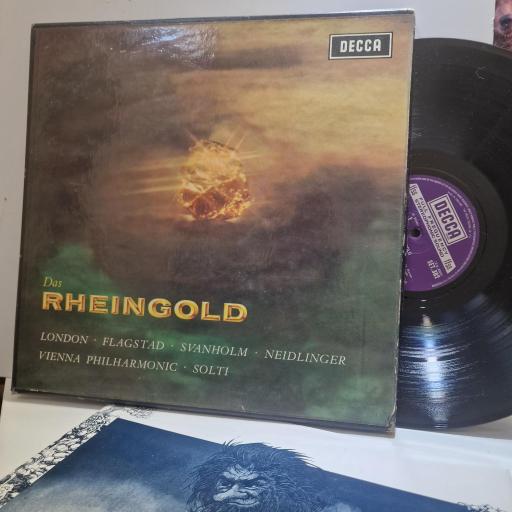 DECCA
Das
RHEINGOLD
LONDON · FLAGSTAD · SVANHOLM · NEIDLINGER
VIENNA PHILHARMONIC · SOLTI
DECCA